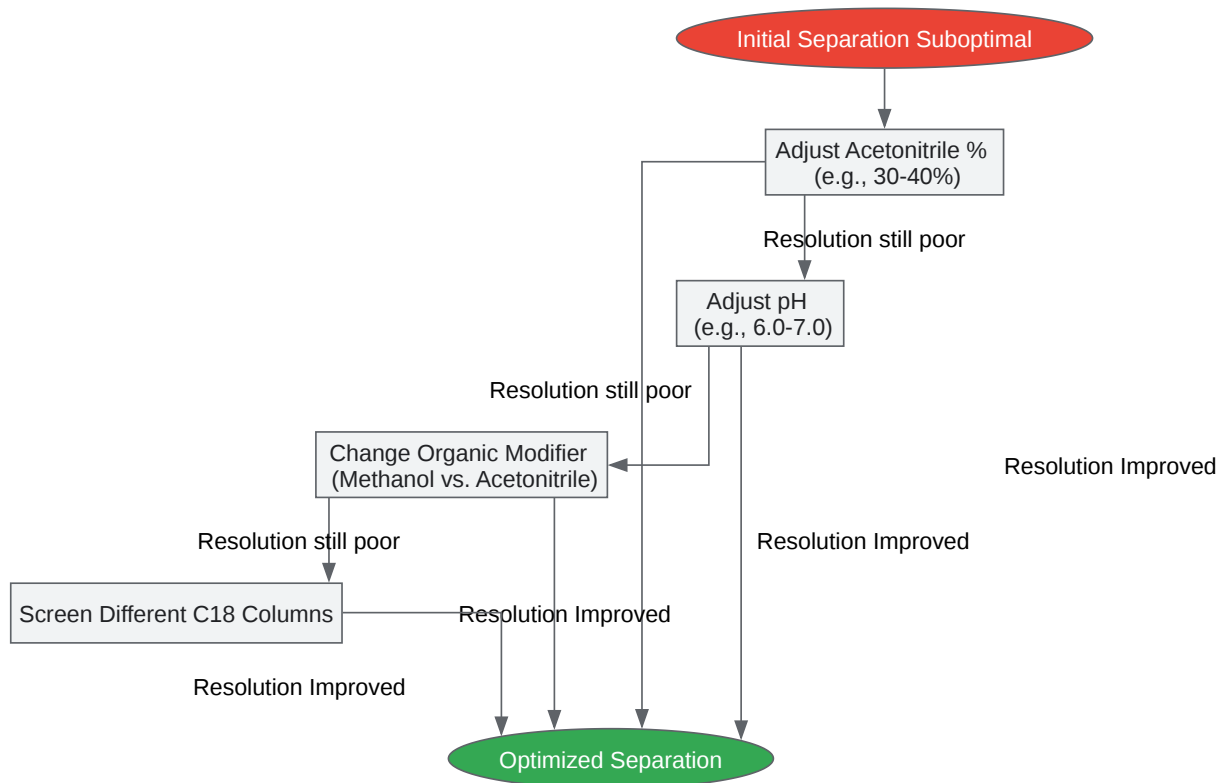 Initial Separation Suboptimal
Adjust Acetonitrile %
(e.g., 30-40%)
Resolution still poor
Adjust pH
(e.g., 6.0-7.0)
Resolution still poor
Change Organic Modifier
(Methanol vs. Acetonitrile)
Resolution Improved
Resolution still poor
Resolution Improved
Screen Different C18 Columns
Resolution Improved
Resolution Improved
Optimized Separation